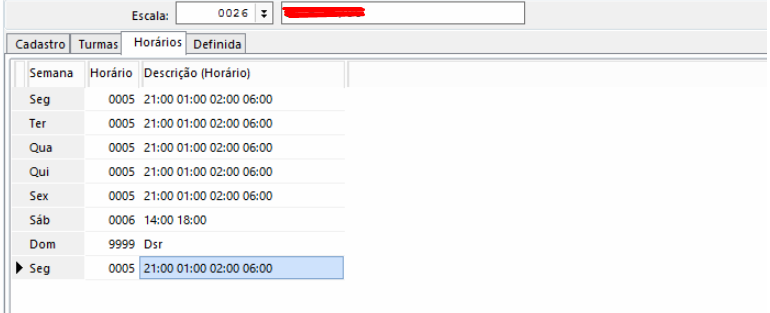 Escala: 0026
Cadastro Turmas Horários Definida
Semana Horário Descrição (Horário)
Seg 0005 21:00 01:00 02:00 06:00
Ter 0005 21:00 01:00 02:00 06:00
Qua 0005 21:00 01:00 02:00 06:00
Qui 0005 21:00 01:00 02:00 06:00
Sex 0005 21:00 01:00 02:00 06:00
Sáb 0006 14:00 18:00
Dom 9999 Dsr
Seg 0005 21:00 01:00 02:00 06:00